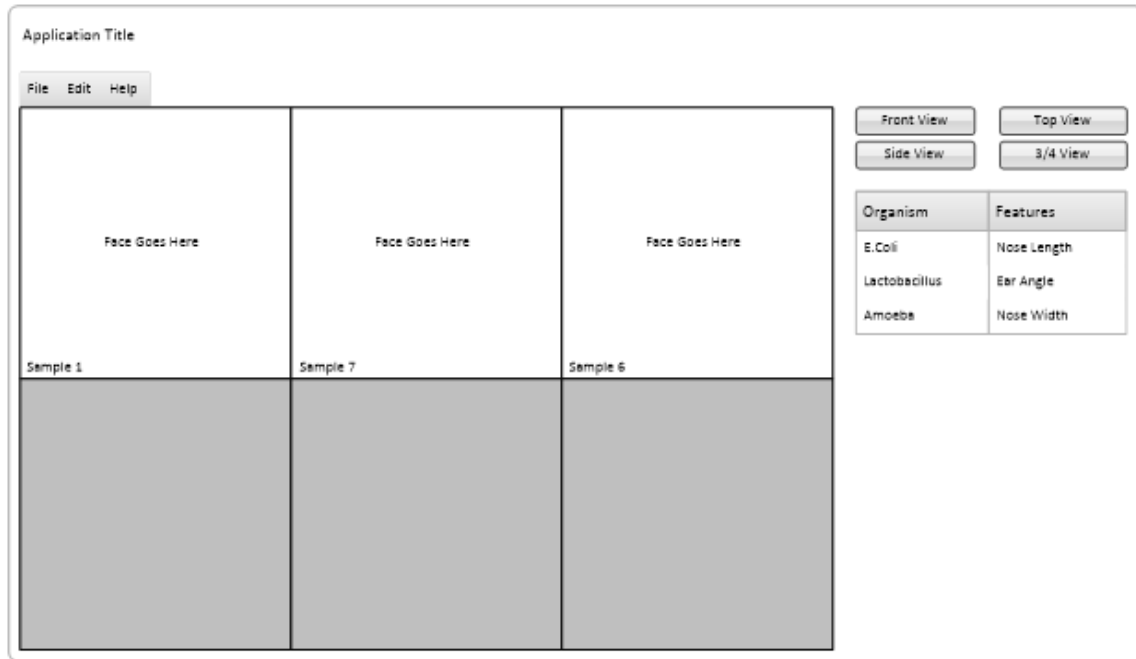 Application Title
File Edit Help
Front View Top View
Side View 3/4 View
Organism Features
Face Goes Here Face Goes Here Face Goes Here
E.Coli Nose Length
Lactobacillus Ear Angle
Amoeba Nose Width
Sample 1 Sample 7 Sample 6